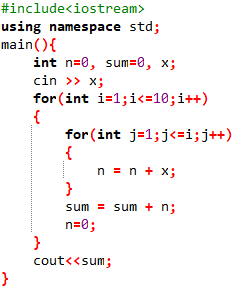 #include<iostream>
using namespace std;
main(){
    int n=0, sum=0, x;
    cin >> x;
    for(int i=1;i<=10;i++)
    {
        for(int j=1;j<=i;j++)
        {
            n = n + x;
        }
        sum = sum + n;
        n=0;
    }
    cout<<sum;
}